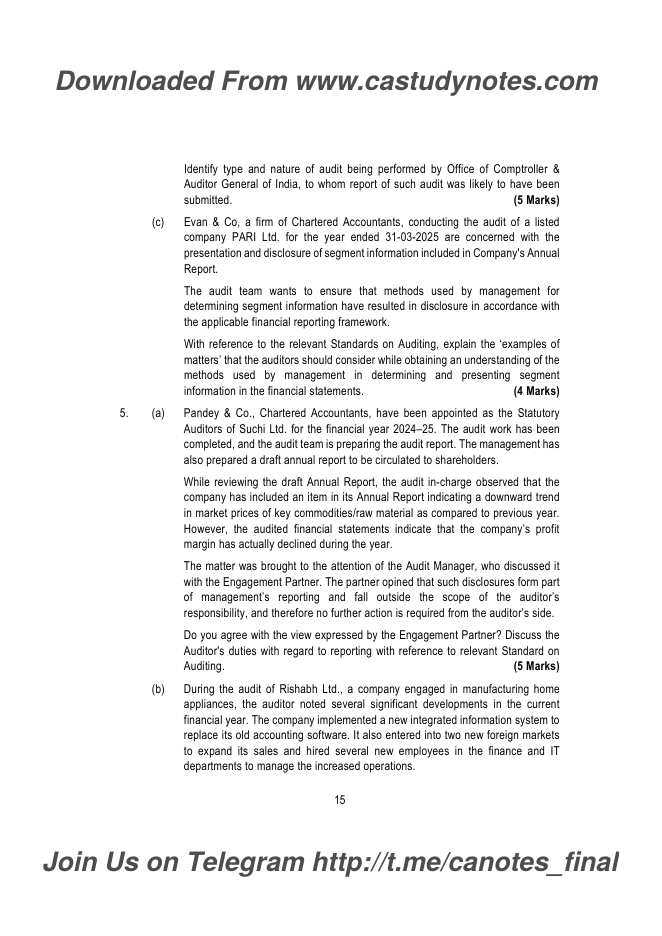 Downloaded From www.castudynotes.com
Identify type and nature of audit being performed by Office of Comptroller &
Auditor General of India, to whom report of such audit was likely to have been
submitted. (5 Marks)
(c) Evan & Co, a firm of Chartered Accountants, conducting the audit of a listed
company PARI Ltd. for the year ended 31-03-2025 are concerned with the
presentation and disclosure of segment information included in Company's Annual
Report.
The audit team wants to ensure that methods used by management for
determining segment information have resulted in disclosure in accordance with
the applicable financial reporting framework.
With reference to the relevant Standards on Auditing, explain the ‘examples of
matters’ that the auditors should consider while obtaining an understanding of the
methods used by management in determining and presenting segment
information in the financial statements. (4 Marks)
5. (a) Pandey & Co., Chartered Accountants, have been appointed as the Statutory
Auditors of Suchi Ltd. for the financial year 2024–25. The audit work has been
completed, and the audit team is preparing the audit report. The management has
also prepared a draft annual report to be circulated to shareholders.
While reviewing the draft Annual Report, the audit in-charge observed that the
company has included an item in its Annual Report indicating a downward trend
in market prices of key commodities/raw material as compared to previous year.
However, the audited financial statements indicate that the company’s profit
margin has actually declined during the year.
The matter was brought to the attention of the Audit Manager, who discussed it
with the Engagement Partner. The partner opined that such disclosures form part
of management’s reporting and fall outside the scope of the auditor’s
responsibility, and therefore no further action is required from the auditor’s side.
Do you agree with the view expressed by the Engagement Partner? Discuss the
Auditor's duties with regard to reporting with reference to relevant Standard on
Auditing. (5 Marks)
(b) During the audit of Rishabh Ltd., a company engaged in manufacturing home
appliances, the auditor noted several significant developments in the current
financial year. The company implemented a new integrated information system to
replace its old accounting software. It also entered into two new foreign markets
to expand its sales and hired several new employees in the finance and IT
departments to manage the increased operations.
15
Join Us on Telegram http://t.me/canotes_final